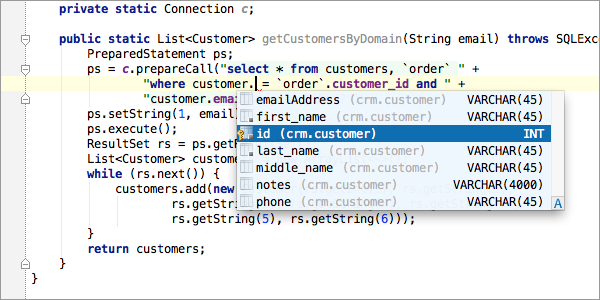 private static Connection c;
public static List<Customer> getCustomersByDomain(String email) throws SQLExce
PreparedStatement ps;
ps = c.prepareCall("select * from customers, `order` " +
"where customer. = `order`.customer_id and " +
"customer.ema
emailAddress (crm.customer) VARCHAR(45)
ps.setString(1, email
first_name (crm.customer) VARCHAR(45)
ps.execute();
id (crm.customer) INT
ResultSet rs = ps.get
last_name (crm.customer) VARCHAR(45)
List<Customer> custom
middle_name (crm.customer) VARCHAR(45)
while (rs.next()) {
notes (crm.customer) VARCHAR(4000)
customers.add(new
phone (crm.customer) VARCHAR(45)
rs.getStr
rs.getString(5), rs.getString(6)));
}
return customers;
}
}